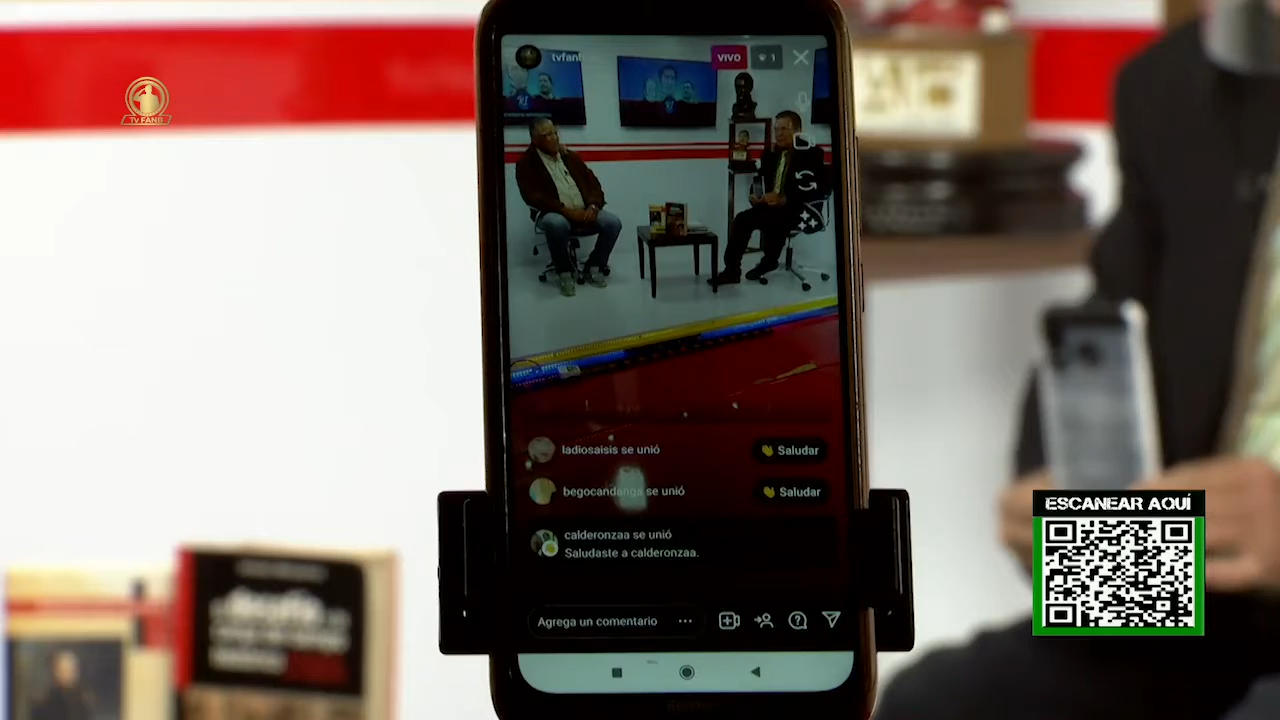 TV FANB
tvfanb
VIVO
1
ladiosaisis se unió
Saludar
begocandanga se unió
Saludar
calderonzaa se unió
Saludaste a calderonzaa.
Agrega un comentario
ESCANEAR AQUÍ